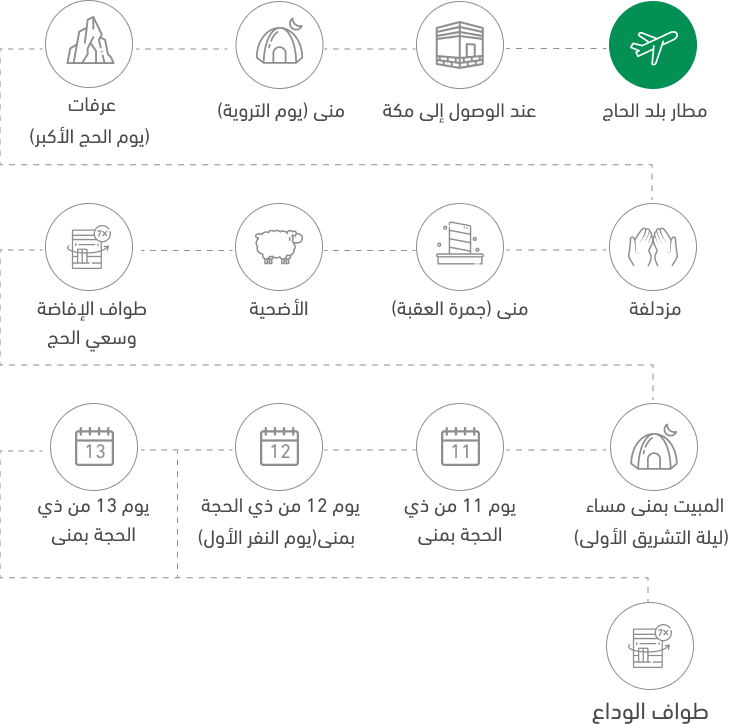 مطار بلد الحاج
عند الوصول إلى مكة
منى (يوم التروية)
عرفات
(يوم الحج الأكبر)
مزدلفة
منى (جمرة العقبة)
الأضحية
7×
طواف الإفاضة
وسعي الحج
المبيت بمنى مساء
(ليلة التشريق الأولى)
11
يوم 11 من ذي
الحجة بمنى
12
يوم 12 من ذي الحجة
بمنى(يوم النفر الأول)
13
يوم 13 من ذي
الحجة بمنى
7×
طواف الوداع